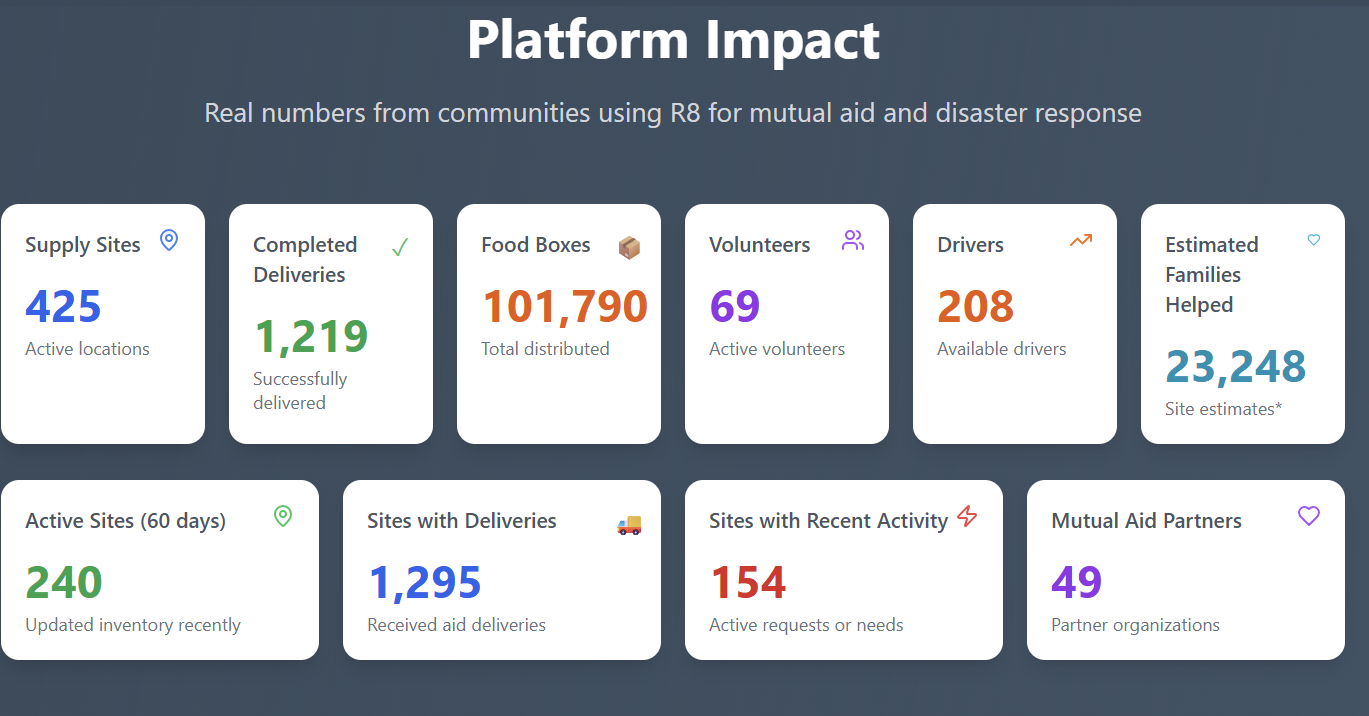 Platform Impact
Real numbers from communities using R8 for mutual aid and disaster response
Supply Sites
425
Active locations
Completed
Deliveries
1,219
Successfully
delivered
Food Boxes
101,790
Total distributed
Volunteers
69
Active volunteers
Drivers
208
Available drivers
Estimated
Families
Helped
23,248
Site estimates*
Active Sites (60 days)
240
Updated inventory recently
Sites with Deliveries
1,295
Received aid deliveries
Sites with Recent Activity
154
Active requests or needs
Mutual Aid Partners
49
Partner organizations